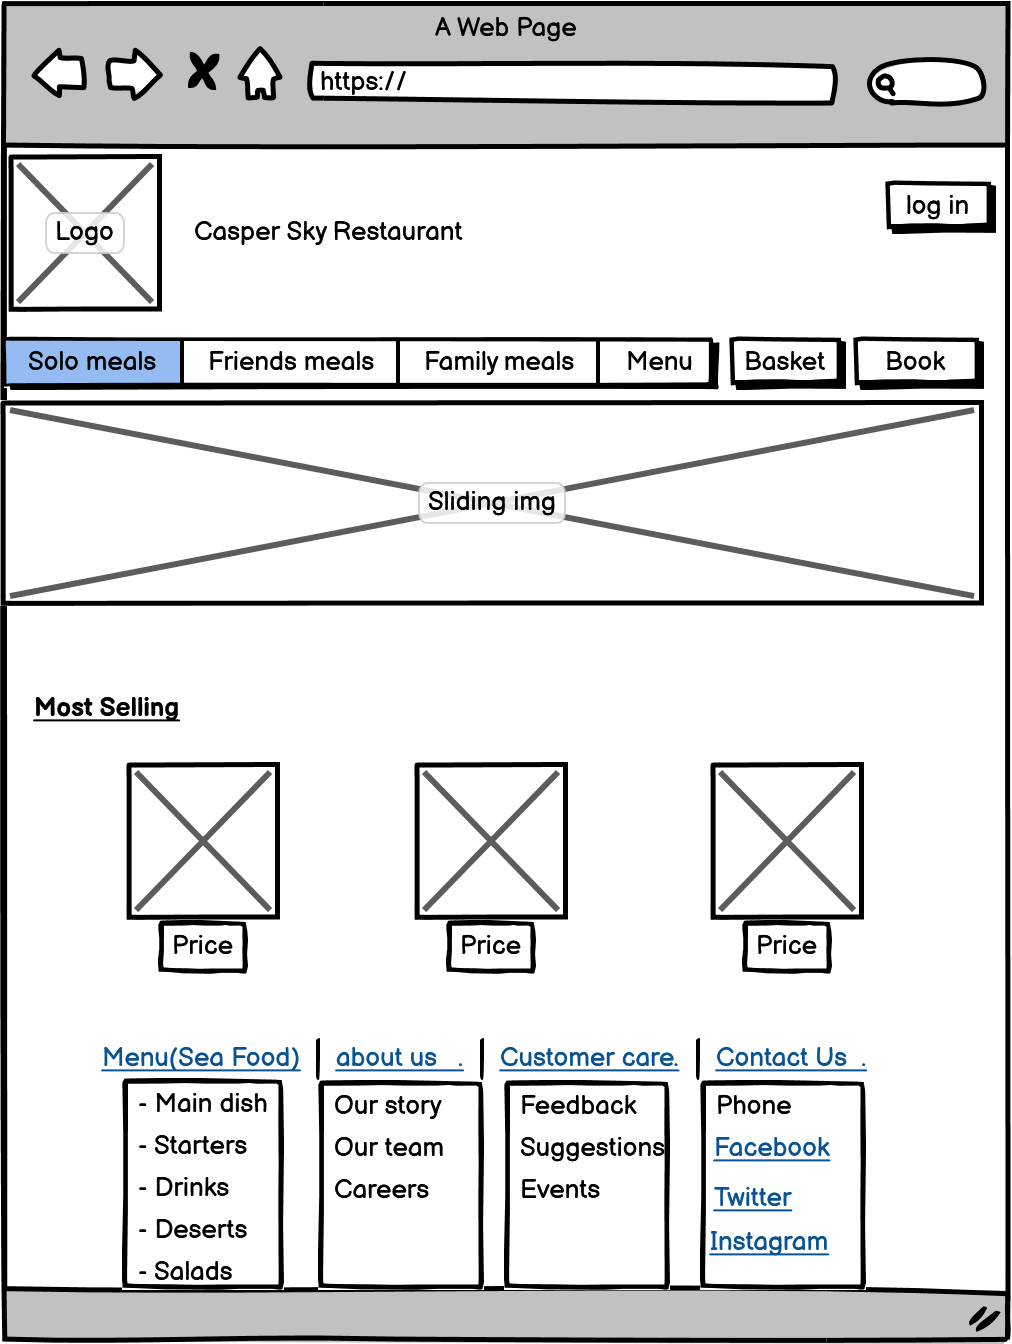 A Web Page
https://
Logo
Casper Sky Restaurant
log in
Solo meals Friends meals Family meals Menu Basket Book
Sliding img
Most Selling
Price Price Price
Menu(Sea Food) about us . Customer care. Contact Us .
- Main dish
- Starters
- Drinks
- Deserts
- Salads
Our story
Our team
Careers
Feedback
Suggestions
Events
Phone
Facebook
Twitter
Instagram